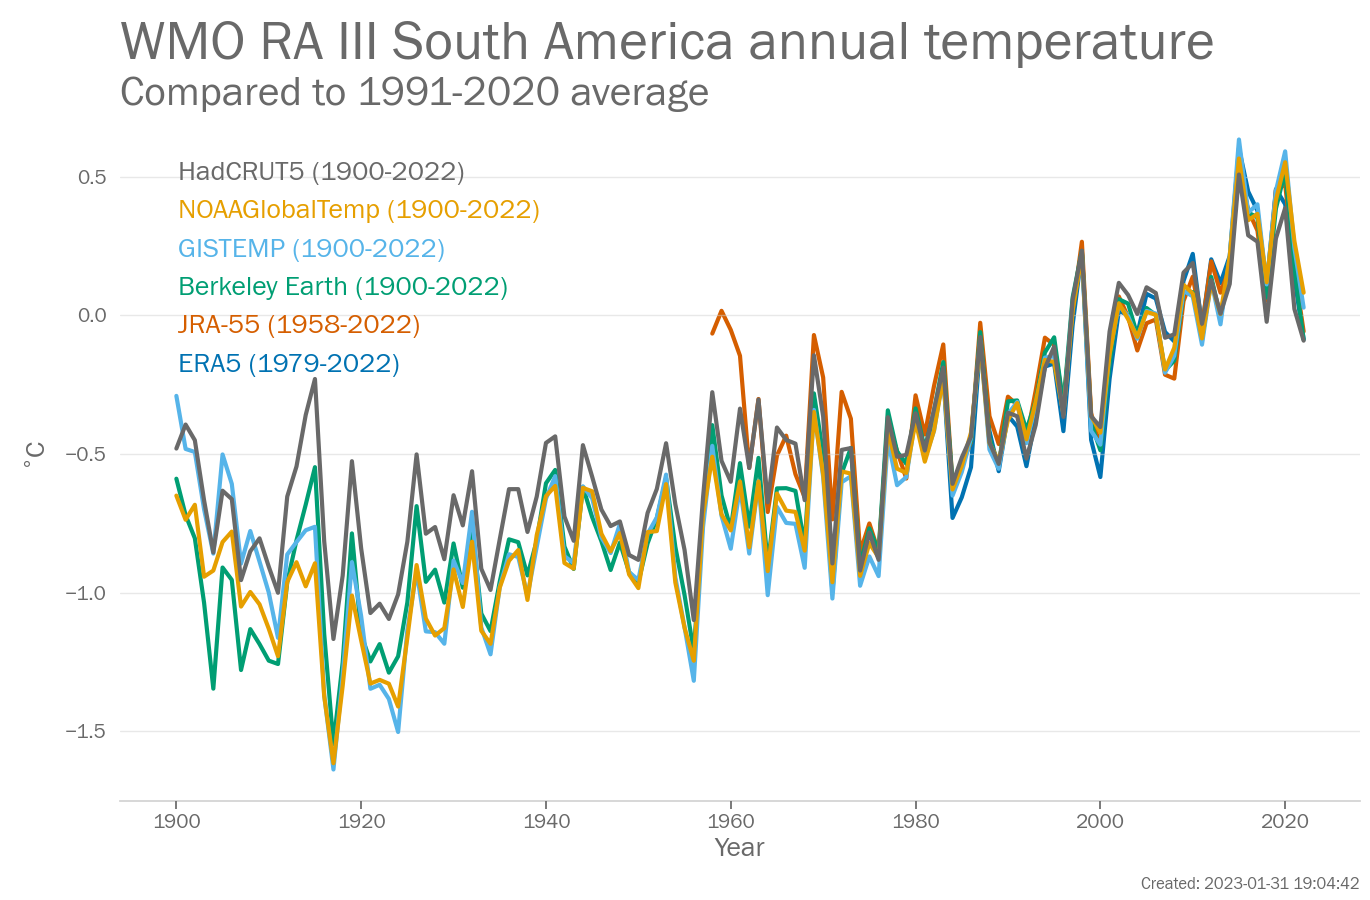 WMO RA III South America annual temperature
Compared to 1991-2020 average
HadCRUT5 (1900-2022)
NOAAGlobalTemp (1900-2022)
GISTEMP (1900-2022)
Berkeley Earth (1900-2022)
JRA-55 (1958-2022)
ERA5 (1979-2022)
0.5
0.0
−0.5
−1.0
−1.5
°C
1900 1920 1940 1960 1980 2000 2020
Year
Created: 2023-01-31 19:04:42